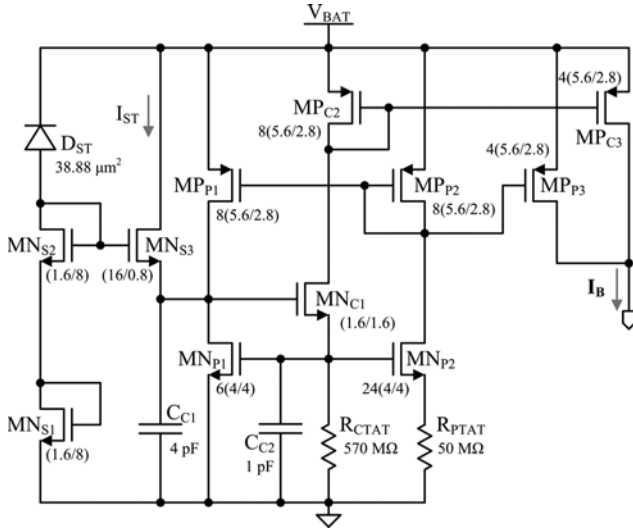 V_BAT
I_ST
D_ST
38.88 μm²
MP_C2
8(5.6/2.8)
4(5.6/2.8)
MP_C3
MP_P1
8(5.6/2.8)
MP_P2
8(5.6/2.8)
4(5.6/2.8)
MP_P3
MN_S2
(1.6/8)
MN_S3
(16/0.8)
MN_C1
(1.6/1.6)
I_B
MN_P1
6(4/4)
MN_P2
24(4/4)
MN_S1
(1.6/8)
C_C1
4 pF
C_C2
1 pF
R_CTAT
570 MΩ
R_PTAT
50 MΩ